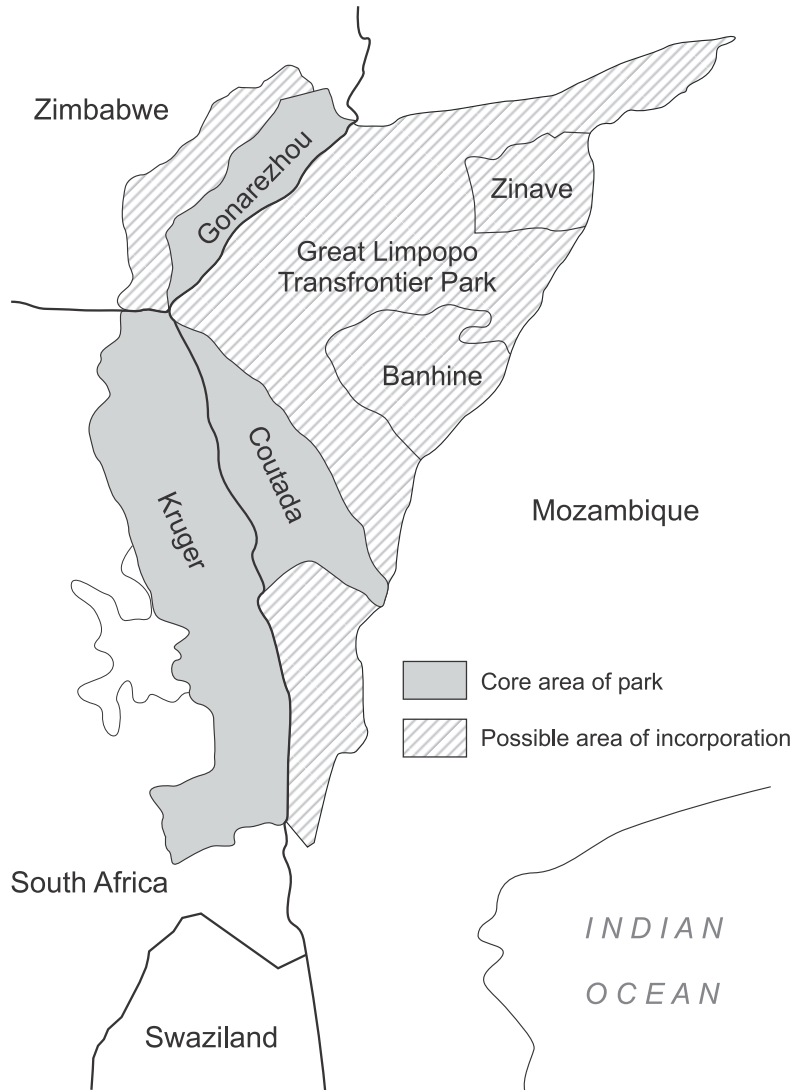 Zimbabwe
Gonarezhou
Zinave
Great Limpopo
Transfrontier Park
Banhine
Coutada
Kruger
Mozambique
Core area of park
Possible area of incorporation
South Africa
INDIAN
OCEAN
Swaziland